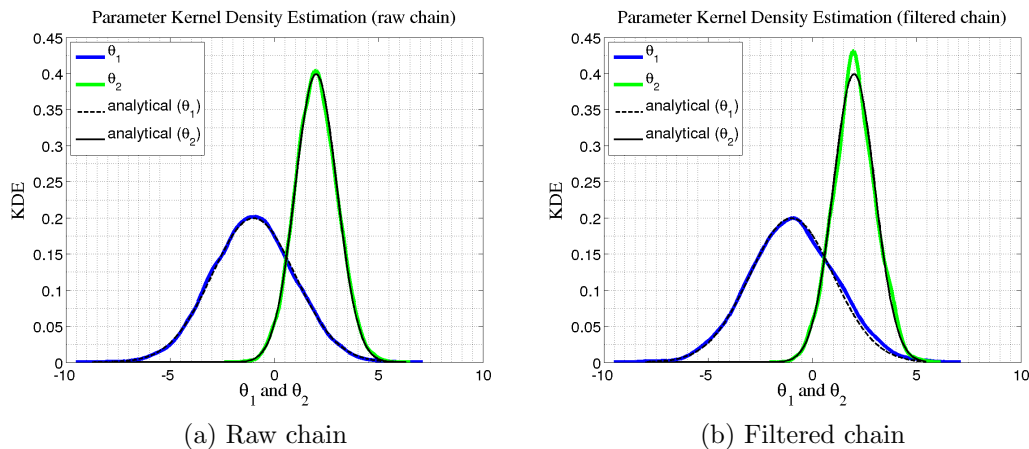 Parameter Kernel Density Estimation (raw chain)
0.45
0.4
0.35
0.3
0.25
0.2
0.15
0.1
0.05
0
KDE
θ1
θ2
analytical (θ1)
analytical (θ2)
-10 -5 0 5 10
θ1 and θ2
(a) Raw chain
Parameter Kernel Density Estimation (filtered chain)
0.45
0.4
0.35
0.3
0.25
0.2
0.15
0.1
0.05
0
KDE
θ1
θ2
analytical (θ1)
analytical (θ2)
-10 -5 0 5 10
θ1 and θ2
(b) Filtered chain